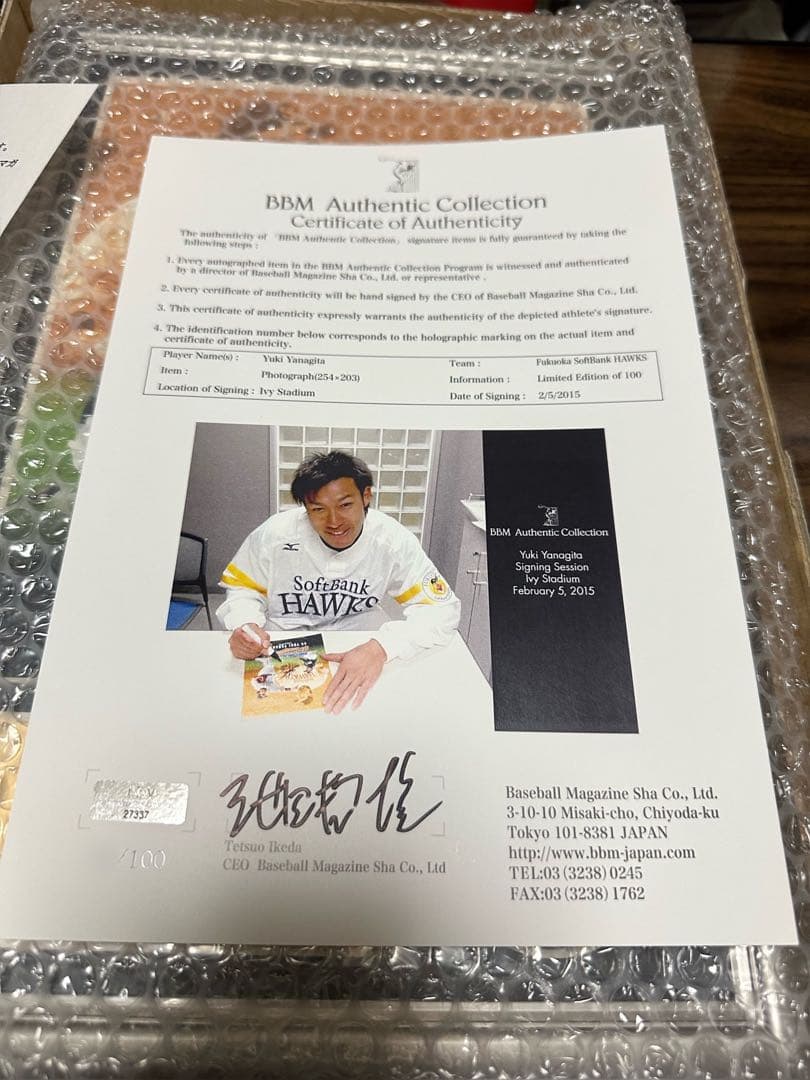 す。
マガ
BBM Authentic Collection
Certificate of Authenticity
The authenticity of 「BBM Authentic Collection」 signature items is fully guaranteed by taking the
following steps :
1. Every autographed item in the BBM Authentic Collection Program is witnessed and authenticated
by a director of Baseball Magazine Sha Co., Ltd. or representative .
2. Every certificate of authenticity will be hand signed by the CEO of Baseball Magazine Sha Co., Ltd.
3. This certificate of authenticity expressly warrants the authenticity of the depicted athlete's signature.
4. The identification number below corresponds to the holographic marking on the actual item and
certificate of authenticity.
Player Name(s) : Yuki Yanagita Team : Fukuoka SoftBank HAWKS
Item : Photograph(254×203) Information : Limited Edition of 100
Location of Signing : Ivy Stadium Date of Signing : 2/5/2015
SoftBank
HAWKS
BBM Authentic Collection
Yuki Yanagita
Signing Session
Ivy Stadium
February 5, 2015
27337
/100
池田哲雄
Tetsuo Ikeda
CEO Baseball Magazine Sha Co., Ltd
Baseball Magazine Sha Co., Ltd.
3-10-10 Misaki-cho, Chiyoda-ku
Tokyo 101-8381 JAPAN
http://www.bbm-japan.com
TEL:03(3238)0245
FAX:03(3238)1762